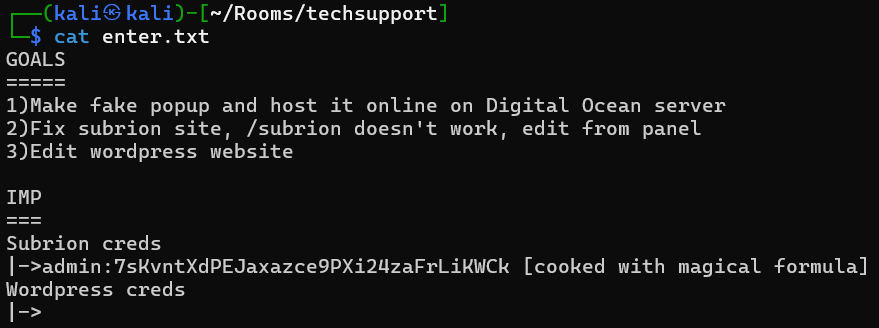 ┌──(kali㉿kali)-[~/Rooms/techsupport]
└─$ cat enter.txt
GOALS
=====
1)Make fake popup and host it online on Digital Ocean server
2)Fix subrion site, /subrion doesn't work, edit from panel
3)Edit wordpress website

IMP
===
Subrion creds
|->admin:7sKvntXdPEJaxazce9PXi24zaFrLiKWCk [cooked with magical formula]
Wordpress creds
|->